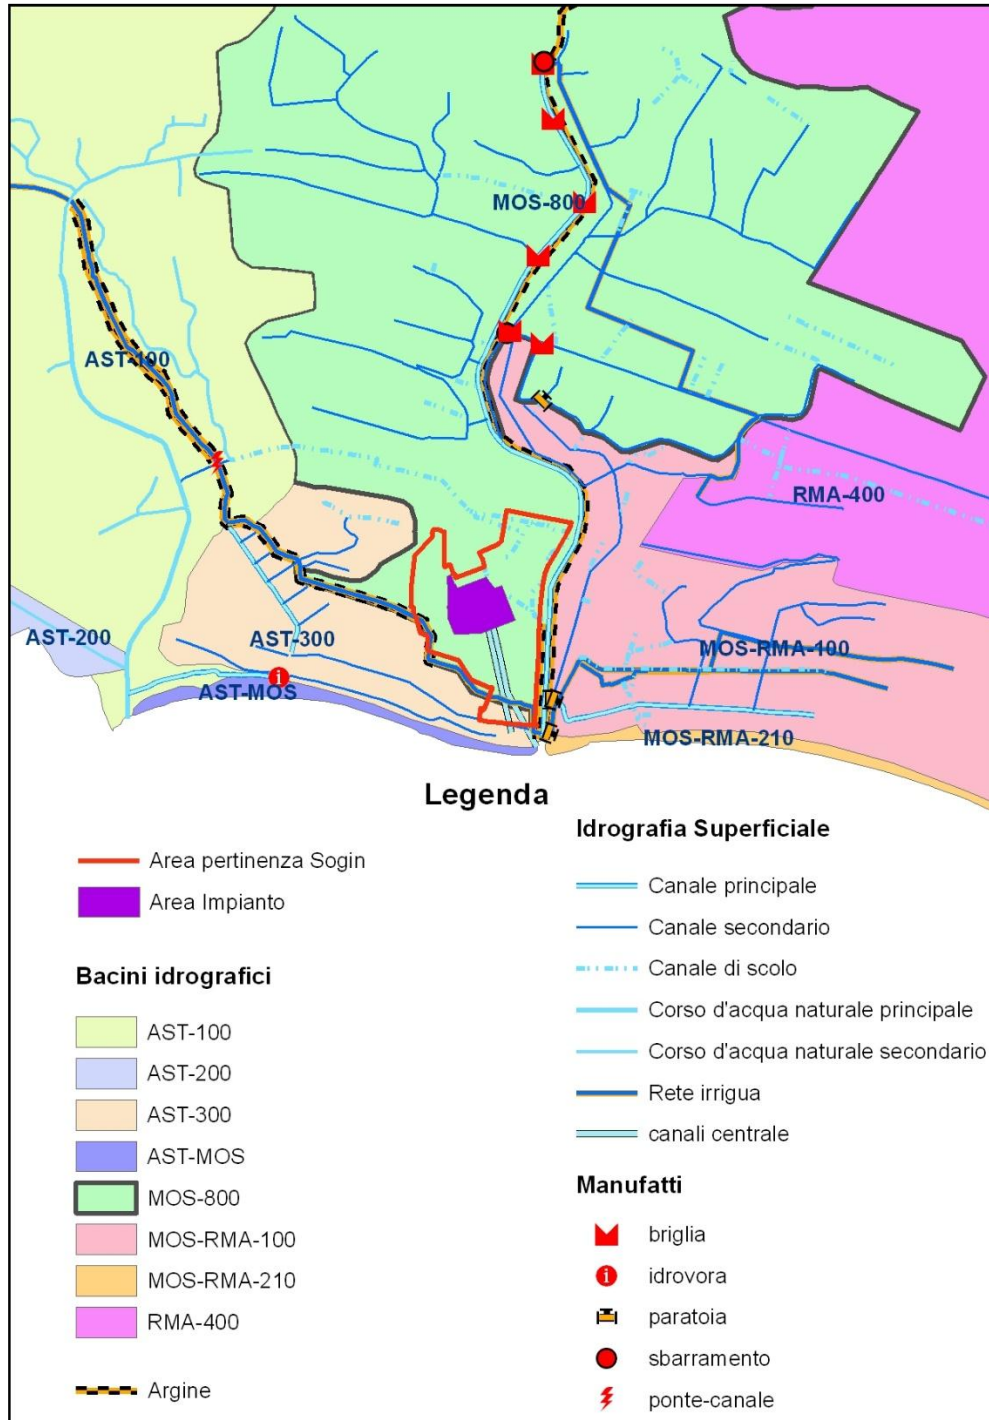 MOS-800
AST-100
RMA-400
AST-200
AST-300
MOS-RMA-100
AST-MOS
MOS-RMA-210
Legenda
Area pertinenza Sogin
Area Impianto
Bacini idrografici
AST-100
AST-200
AST-300
AST-MOS
MOS-800
MOS-RMA-100
MOS-RMA-210
RMA-400
Argine
Idrografia Superficiale
Canale principale
Canale secondario
Canale di scolo
Corso d'acqua naturale principale
Corso d'acqua naturale secondario
Rete irrigua
canali centrale
Manufatti
briglia
idrovora
paratoia
sbarramento
ponte-canale